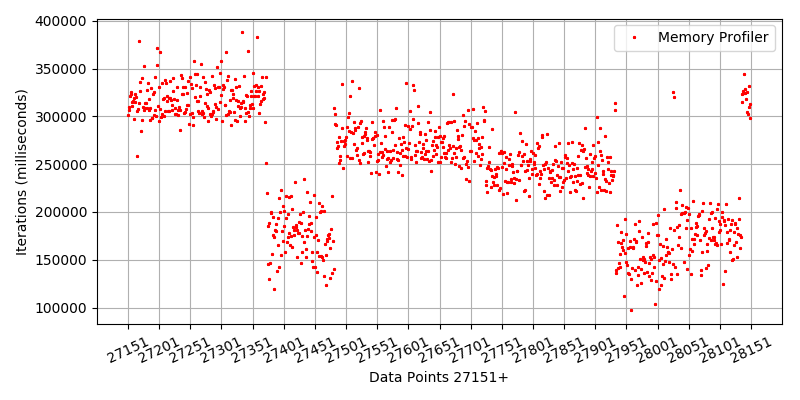 400000
350000
300000
250000
200000
150000
100000
Iterations (milliseconds)
Memory Profiler
27151 27201 27251 27301 27351 27401 27451 27501 27551 27601 27651 27701 27751 27801 27851 27901 27951 28001 28051 28101 28151
Data Points 27151+